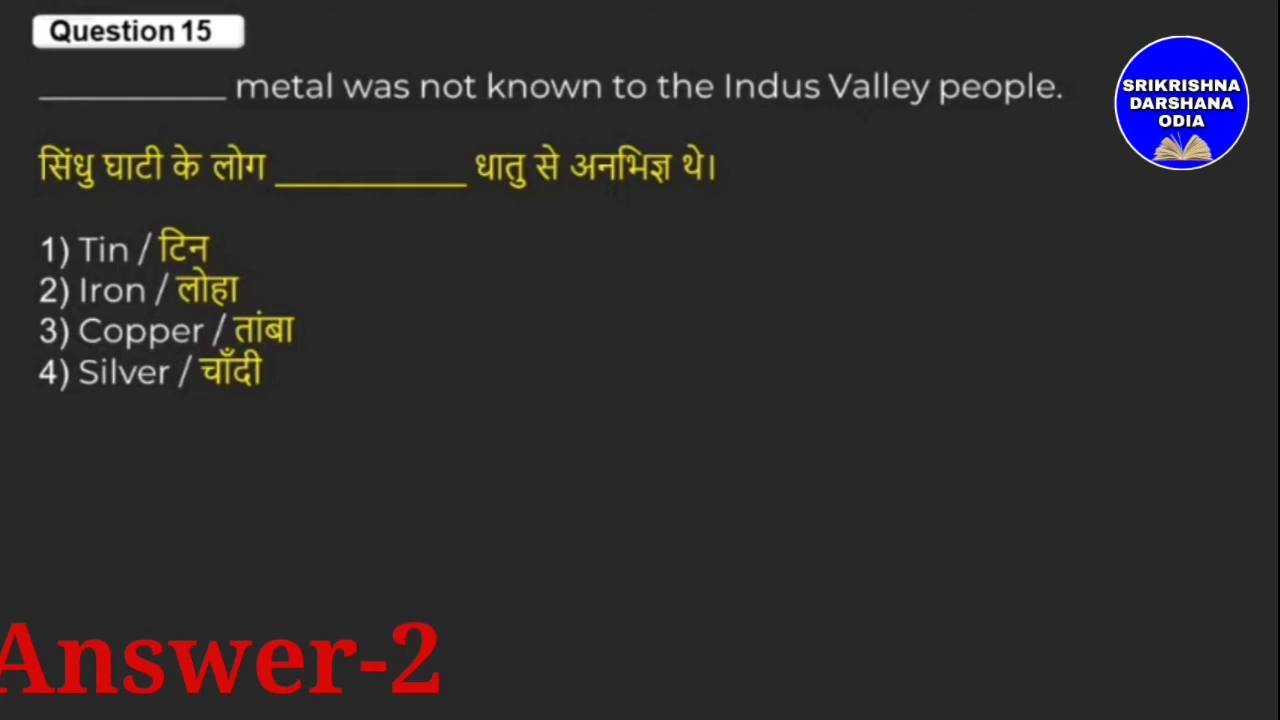 Question 15
__________ metal was not known to the Indus Valley people.
SRIKRISHNA
DARSHANA
ODIA
सिंधु घाटी के लोग __________ धातु से अनभिज्ञ थे।
1) Tin / टिन
2) Iron / लोहा
3) Copper / तांबा
4) Silver / चाँदी
Answer-2